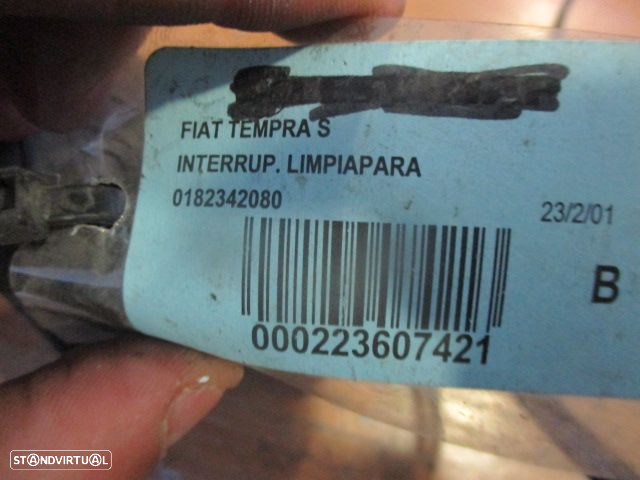 FIAT TEMPRA S
INTERRUP. LIMPIAPARA
0182342080
23/2/01
B
000223607421
STANDVIRTUAL